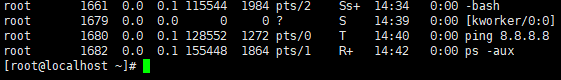 root 1661 0.0 0.1 115544 1984 pts/2 Ss+ 14:34 0:00 -bash
root 1679 0.0 0.0 0 0 ? S 14:39 0:00 [kworker/0:0]
root 1680 0.0 0.1 128552 1272 pts/0 T 14:40 0:00 ping 8.8.8.8
root 1682 0.0 0.1 155448 1864 pts/1 R+ 14:42 0:00 ps -aux
[root@localhost ~]#